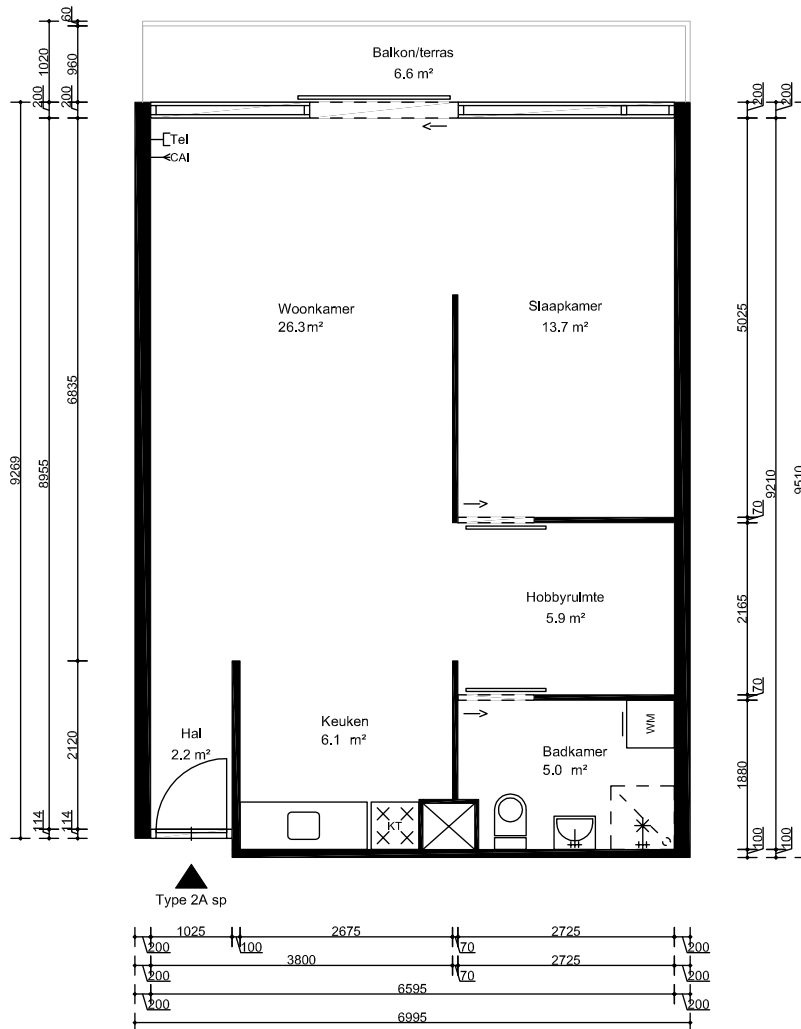 Balkon/terras
6.6 m²
Tel
CAI
Woonkamer
26.3m²
Slaapkamer
13.7 m²
Hobbyruimte
5.9 m²
Keuken
6.1 m²
Hal
2.2 m²
Badkamer
5.0 m²
WM
KT
Type 2A sp
60
1020
960
200
200
9269
8955
6835
2120
114
114
200
200
5025
9210
9510
70
2165
70
1880
100
100
1025
2675
2725
200
100
70
200
3800
2725
200
70
200
6595
200
200
6995